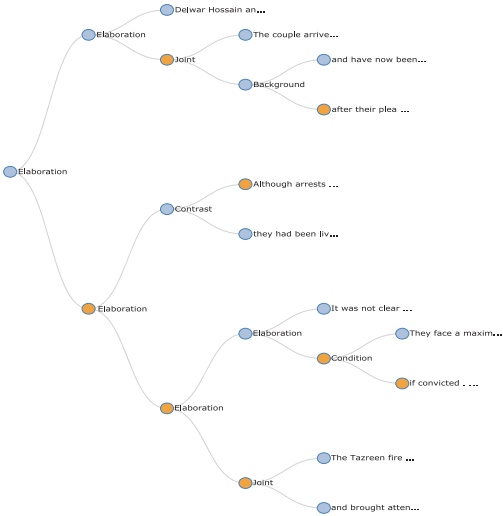 Delwar Hossain an...
Elaboration
The couple arrive...
Joint
and have now been...
Background
after their plea ...
Elaboration
Although arrests ...
Contrast
they had been liv...
Elaboration
It was not clear ...
Elaboration
They face a maxim...
Condition
if convicted . ...
Elaboration
The Tazreen fire ...
Joint
and brought atten...